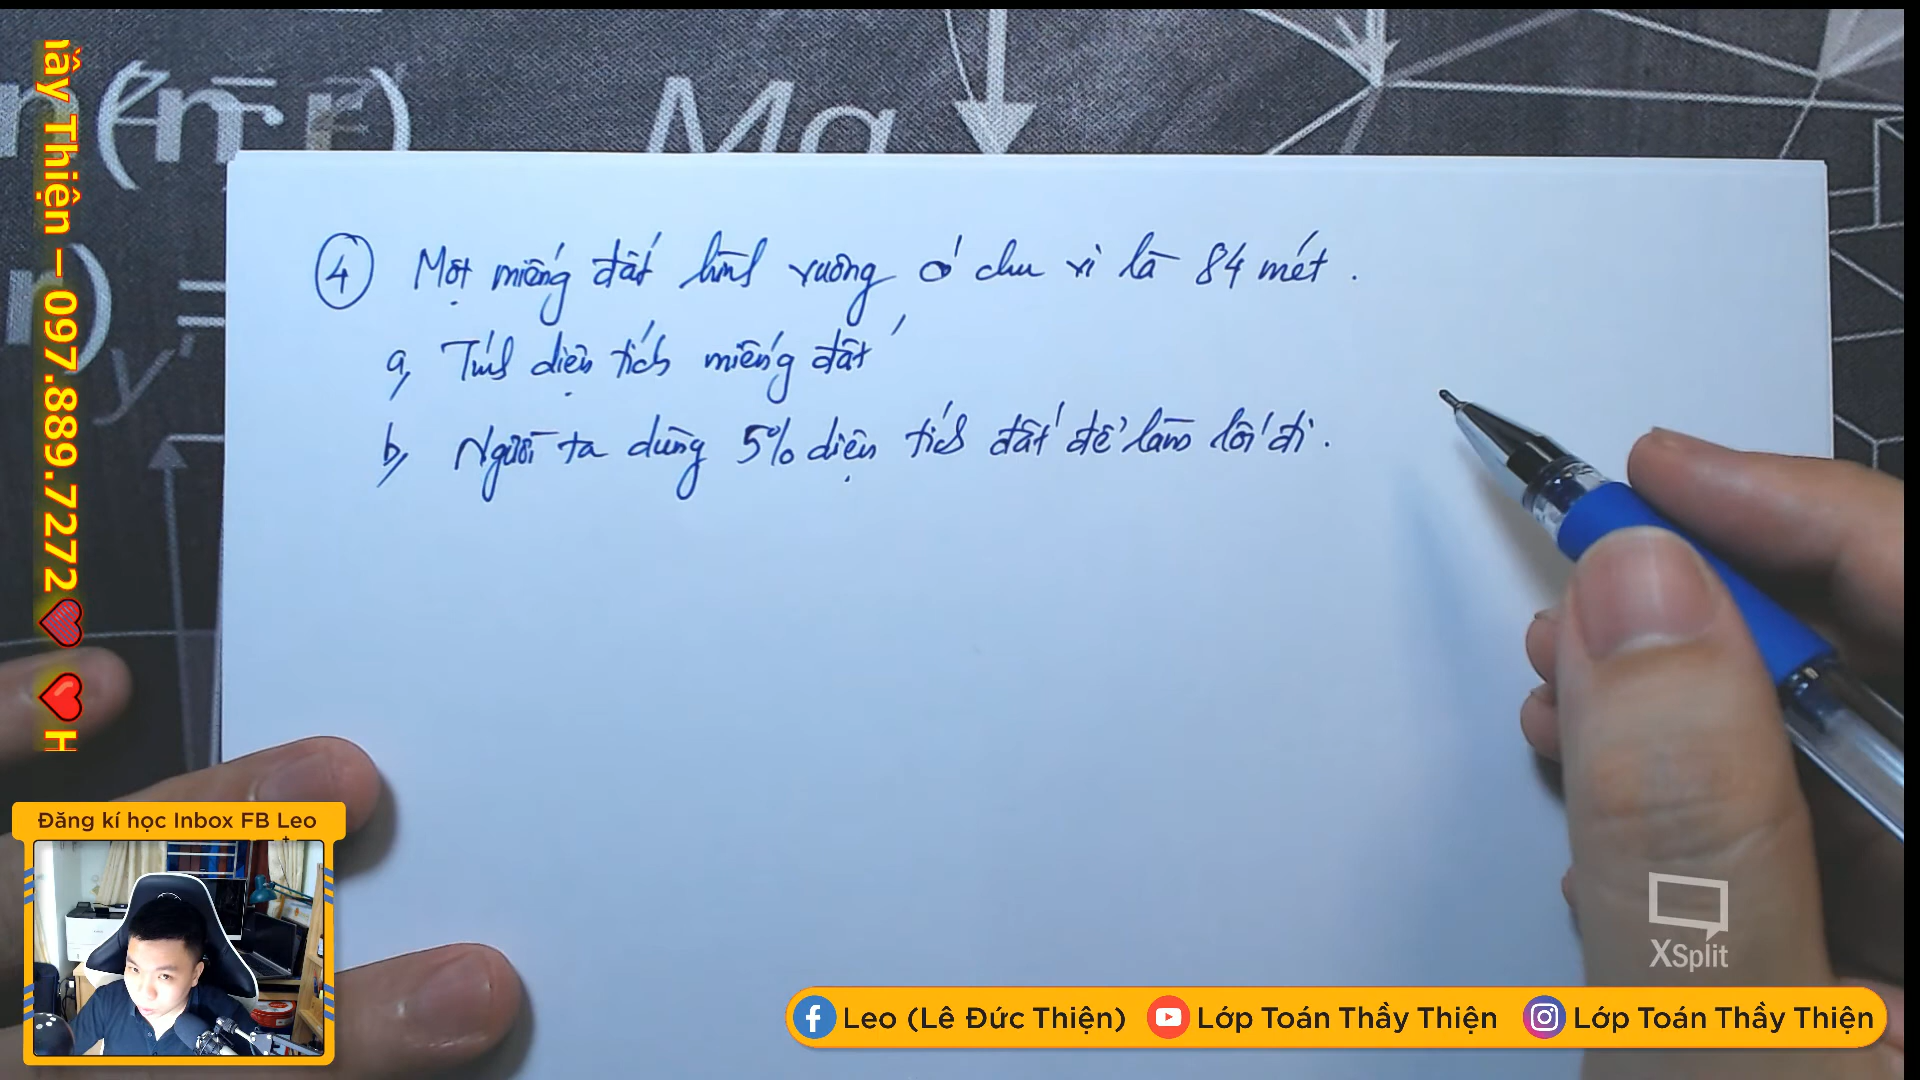 n(n-r)
Mg
r)
y'
=
ầy Thiện - 097.889.7272 ❤ ❤ H
4 Một miếng đất hình vuông có chu vi là 84 mét.
a, Tính diện tích miếng đất
b, Người ta dùng 5% diện tích đất để làm lối đi.
Đăng kí học Inbox FB Leo
XSplit
Leo (Lê Đức Thiện) Lớp Toán Thầy Thiện Lớp Toán Thầy Thiện